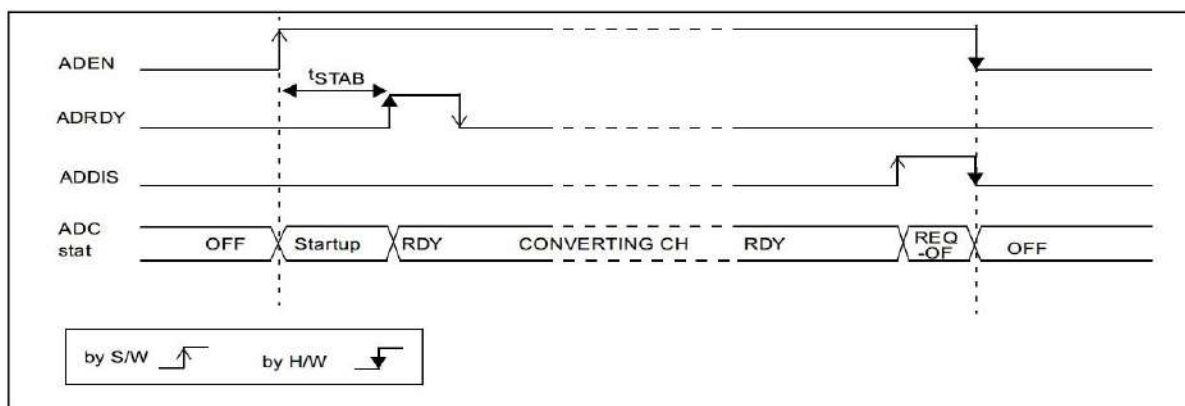 ADEN
tSTAB
ADRDY
ADDIS
ADC
stat
OFF
Startup
RDY
CONVERTING CH
RDY
REQ
-OF
OFF
by S/W
by H/W